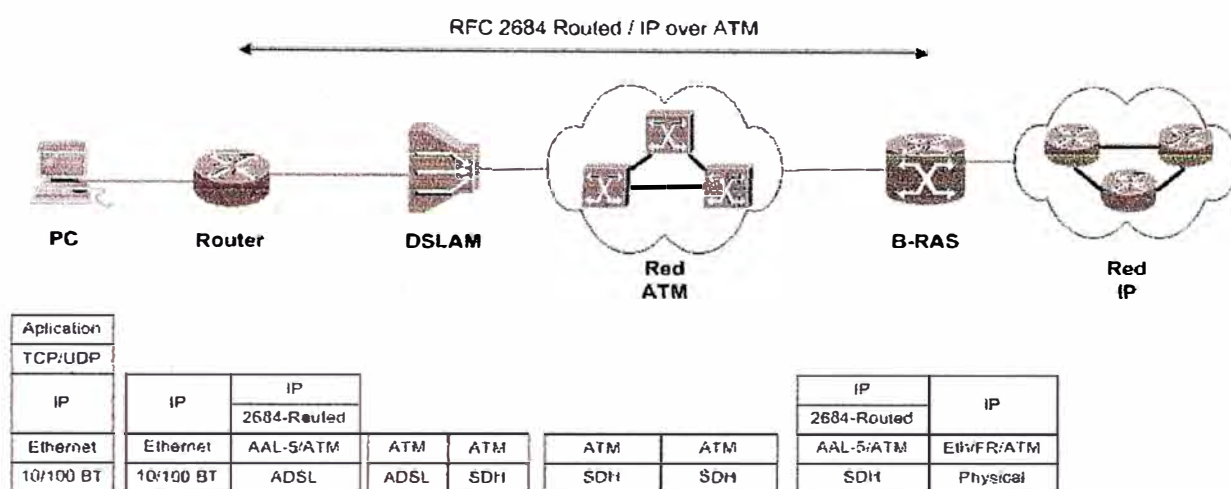 RFC 2684 Routed / IP over ATM
PC
Router
DSLAM
Red
ATM
B-RAS
Red
IP
Aplication
TCP/UDP
IP
IP
IP
IP
IP
2684-Routed
2684-Routed
Ethernet
Ethernet
AAL-5/ATM
ATM
ATM
ATM
ATM
AAL-5/ATM
Eth/FR/ATM
10/100 BT
10/100 BT
ADSL
ADSL
SDH
SDH
SDH
SDH
Physical